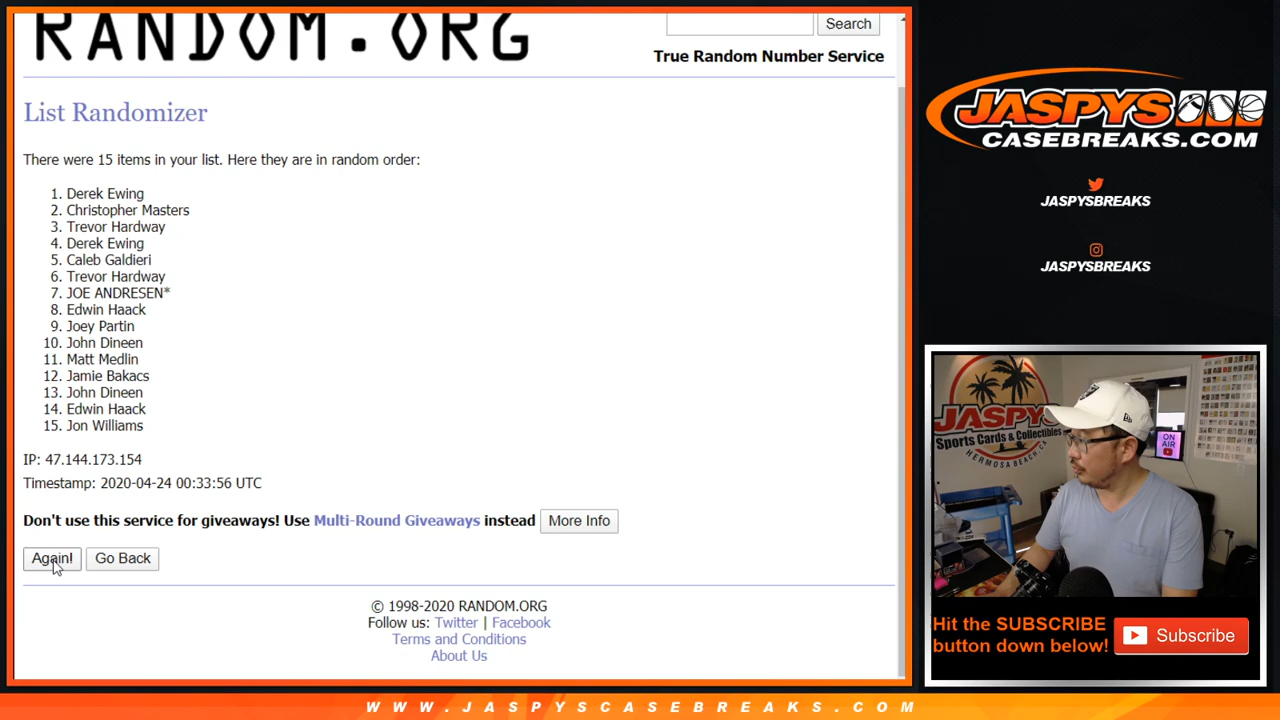 RANDOM.ORG
Search
True Random Number Service
List Randomizer
There were 15 items in your list. Here they are in random order:
1. Derek Ewing
2. Christopher Masters
3. Trevor Hardway
4. Derek Ewing
5. Caleb Galdieri
6. Trevor Hardway
7. JOE ANDRESEN*
8. Edwin Haack
9. Joey Partin
10. John Dineen
11. Matt Medlin
12. Jamie Bakacs
13. John Dineen
14. Edwin Haack
15. Jon Williams
IP: 47.144.173.154
Timestamp: 2020-04-24 00:33:56 UTC
Don't use this service for giveaways! Use Multi-Round Giveaways instead More Info
Again! Go Back
© 1998-2020 RANDOM.ORG
Follow us: Twitter | Facebook
Terms and Conditions
About Us
JASPYS
CASEBREAKS.COM
JASPYSBREAKS
JASPYSBREAKS
JASPYS
Sports Cards & Collectibles
HERMOSA BEACH, CA
ON AIR
Hit the SUBSCRIBE
button down below!
Subscribe
WWW.JASPYSCASEBREAKS.COM